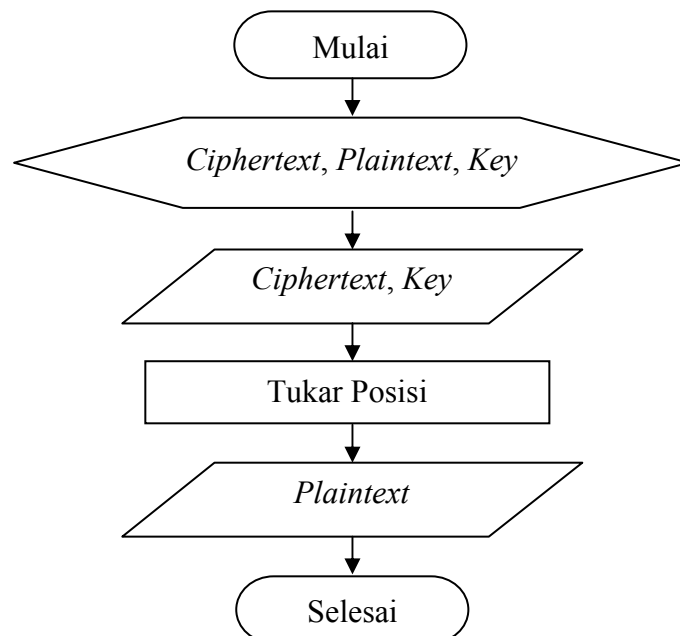 Mulai
Ciphertext, Plaintext, Key
Ciphertext, Key
Tukar Posisi
Plaintext
Selesai